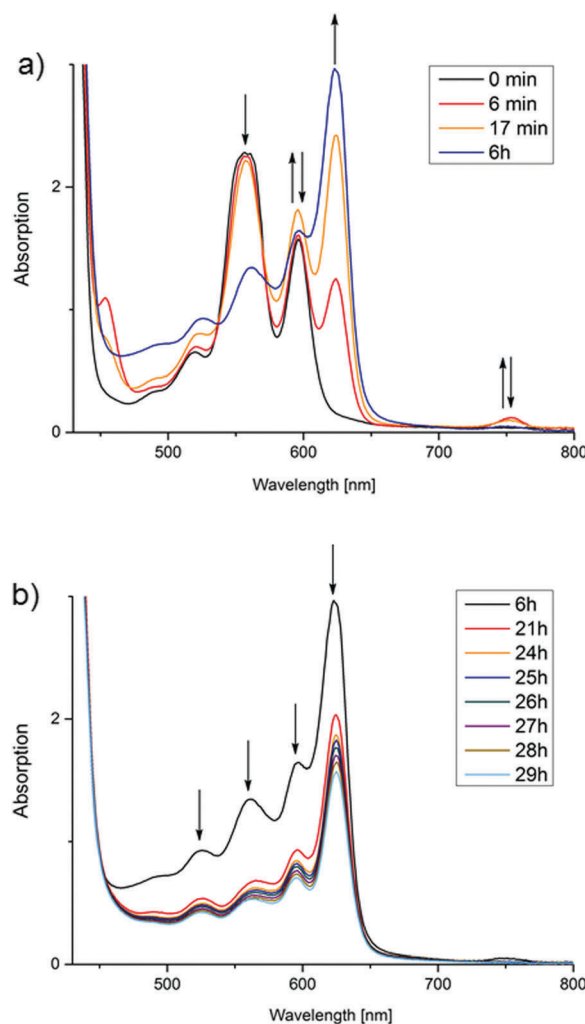 a)
0 min
6 min
17 min
6h
2
1
0
Absorption
500
600
700
800
Wavelength [nm]
b)
6h
21h
24h
25h
26h
27h
28h
29h
2
1
0
Absorption
500
600
700
800
Wavelength [nm]